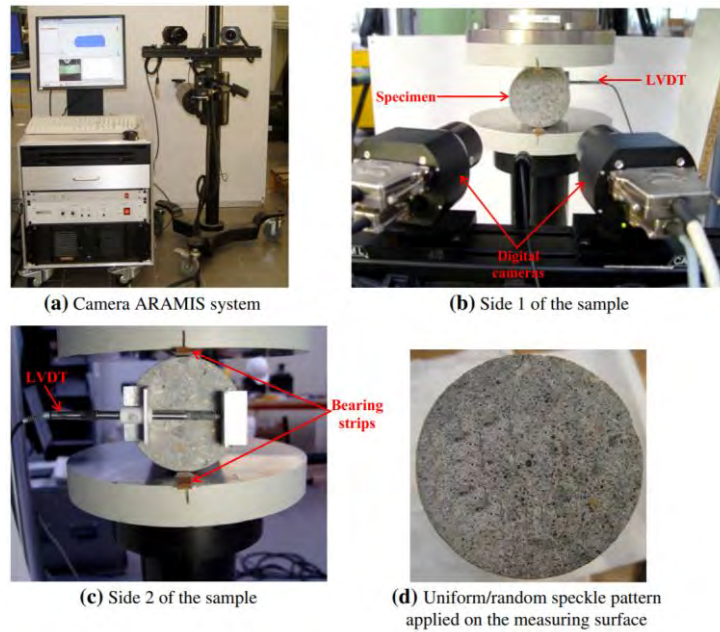 (a) Camera ARAMIS system
Specimen
LVDT
Digital
cameras
(b) Side 1 of the sample
LVDT
Bearing
strips
(c) Side 2 of the sample
(d) Uniform/random speckle pattern
applied on the measuring surface